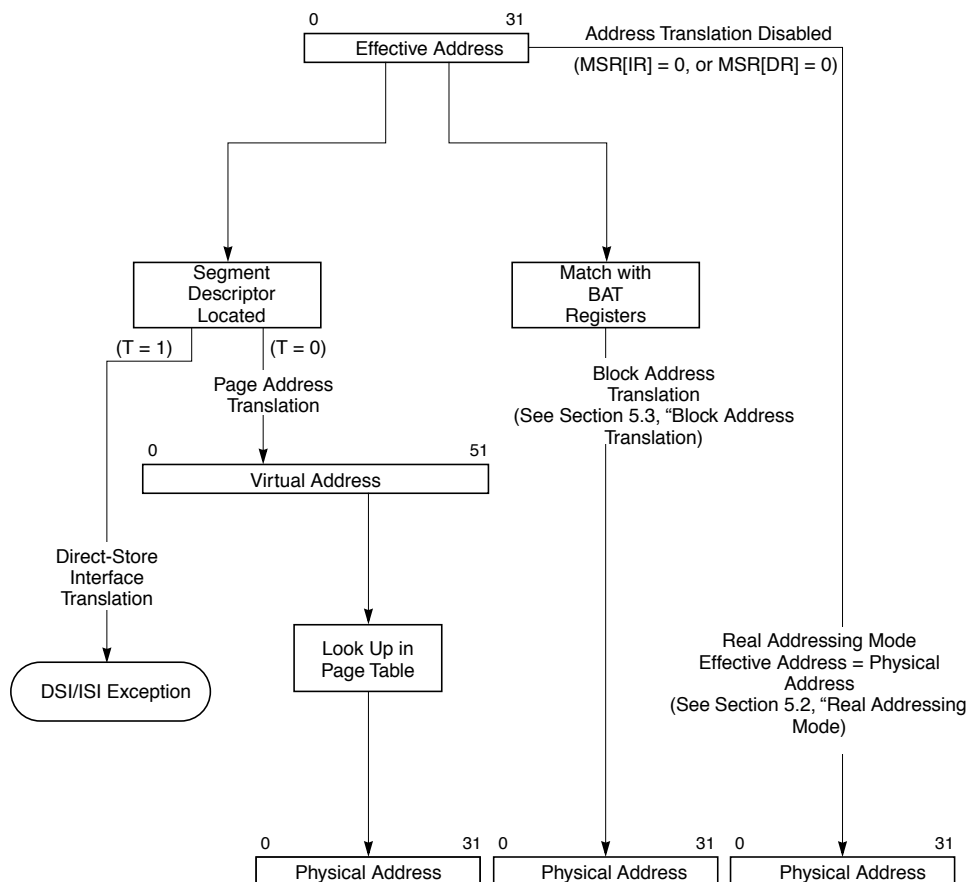 0 31
Effective Address
Address Translation Disabled
(MSR[IR] = 0, or MSR[DR] = 0)
Segment
Descriptor
Located
Match with
BAT
Registers
(T = 1)
(T = 0)
Page Address
Translation
Block Address
Translation
(See Section 5.3, “Block Address
Translation)
0 51
Virtual Address
Direct-Store
Interface
Translation
Look Up in
Page Table
DSI/ISI Exception
Real Addressing Mode
Effective Address = Physical
Address
(See Section 5.2, “Real Addressing
Mode)
0 31
Physical Address
0 31
Physical Address
0 31
Physical Address